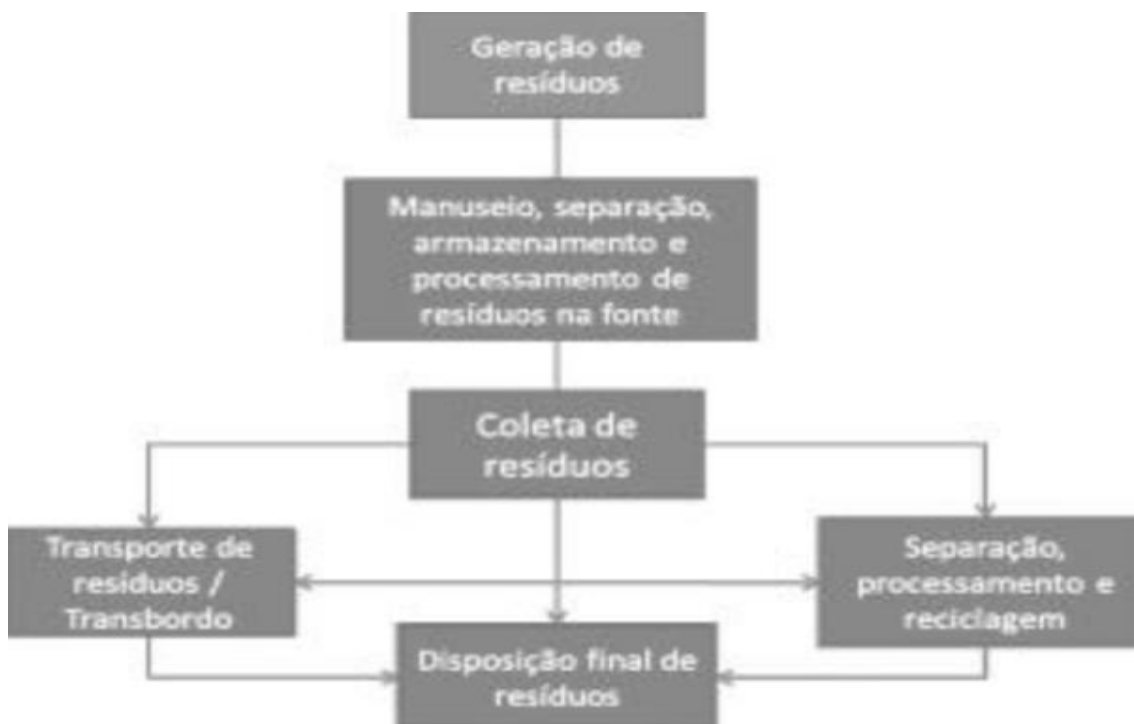 Geração de
resíduos
Manuseio, separação,
armazenamento e
processamento de
resíduos na fonte
Coleta de
resíduos
Transporte de
resíduos /
Transbordo
Separação,
processamento e
reciclagem
Disposição final de
resíduos